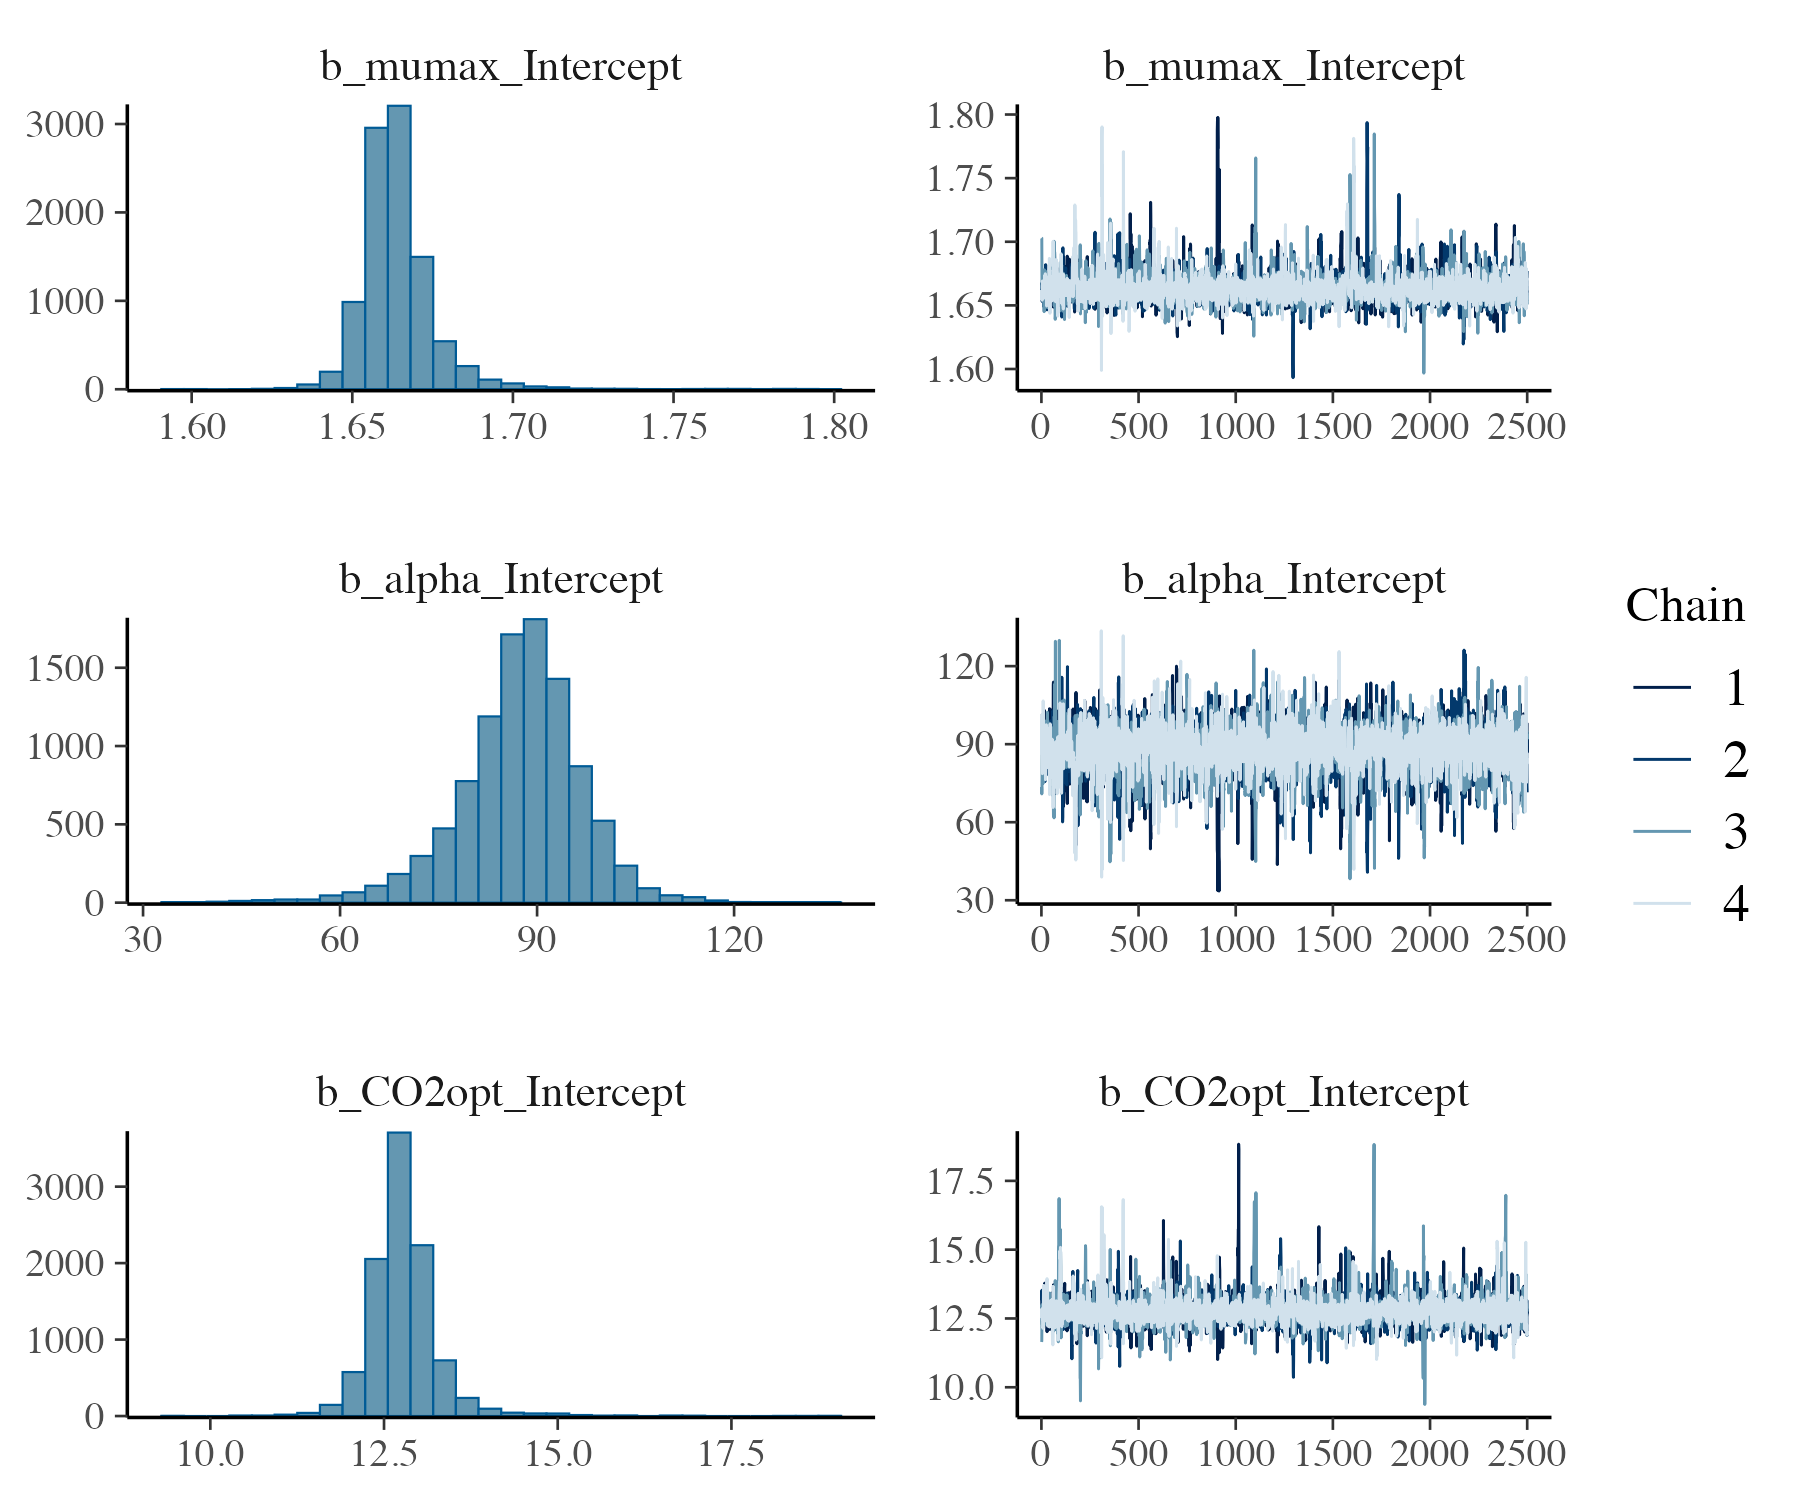 b_mumax_Intercept
3000
2000
1000
0
1.60 1.65 1.70 1.75 1.80
b_mumax_Intercept
1.80
1.75
1.70
1.65
1.60
0 500 1000 1500 2000 2500
b_alpha_Intercept
1500
1000
500
0
30 60 90 120
b_alpha_Intercept
120
90
60
30
0 500 1000 1500 2000 2500
Chain
1
2
3
4
b_CO2opt_Intercept
3000
2000
1000
0
10.0 12.5 15.0 17.5
b_CO2opt_Intercept
17.5
15.0
12.5
10.0
0 500 1000 1500 2000 2500